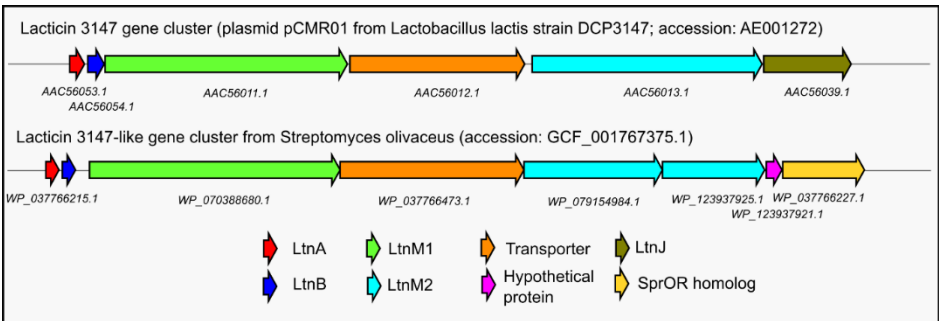 Lacticin 3147 gene cluster (plasmid pCMR01 from Lactobacillus lactis strain DCP3147; accession: AE001272)
AAC56053.1 AAC56011.1 AAC56012.1 AAC56013.1 AAC56039.1
AAC56054.1
Lacticin 3147-like gene cluster from Streptomyces olivaceus (accession: GCF_001767375.1)
WP_037766215.1 WP_070388680.1 WP_037766473.1 WP_079154984.1 WP_123937925.1 WP_037766227.1
WP_123937921.1
LtnA LtnM1 Transporter LtnJ
LtnB LtnM2 Hypothetical SprOR homolog
protein